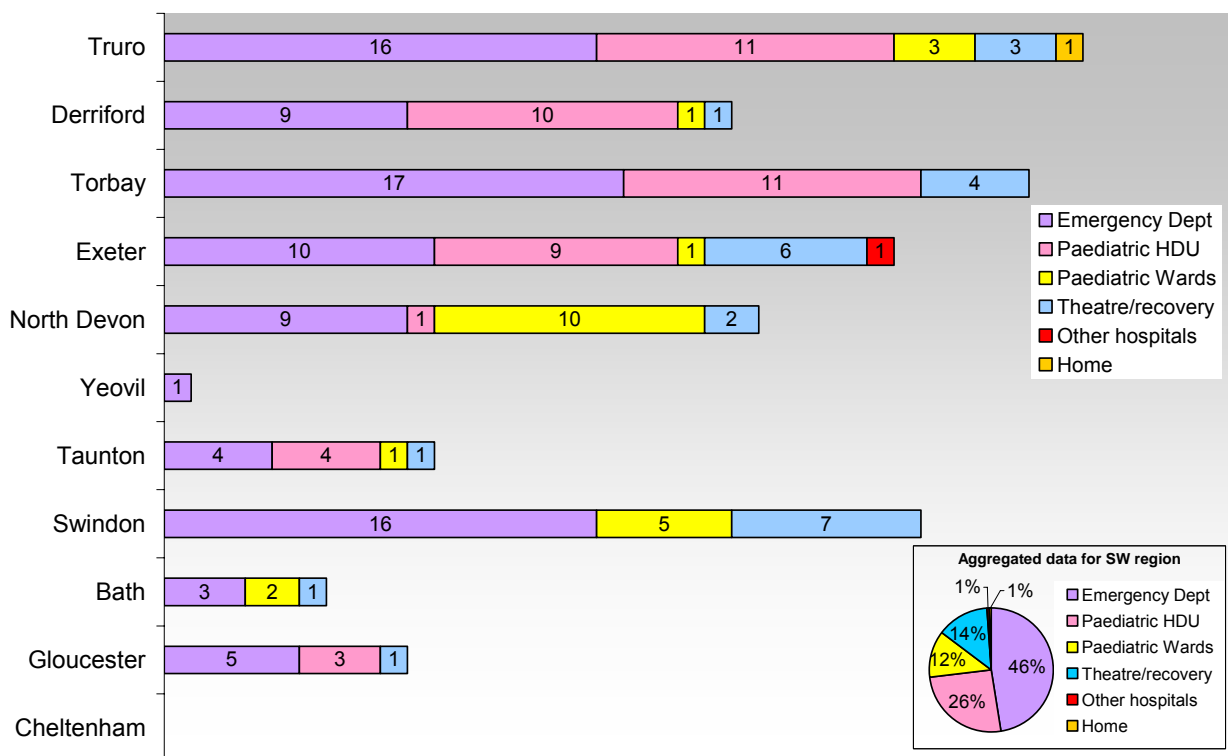 Truro 16 11 3 3 1
Derriford 9 10 1 1
Torbay 17 11 4
Exeter 10 9 1 6 1
North Devon 9 1 10 2
Yeovil 1
Taunton 4 4 1 1
Swindon 16 5 7
Bath 3 2 1
Gloucester 5 3 1
Cheltenham
Emergency Dept
Paediatric HDU
Paediatric Wards
Theatre/recovery
Other hospitals
Home
Aggregated data for SW region
1% 1%
14%
12%
46%
26%
Emergency Dept
Paediatric HDU
Paediatric Wards
Theatre/recovery
Other hospitals
Home